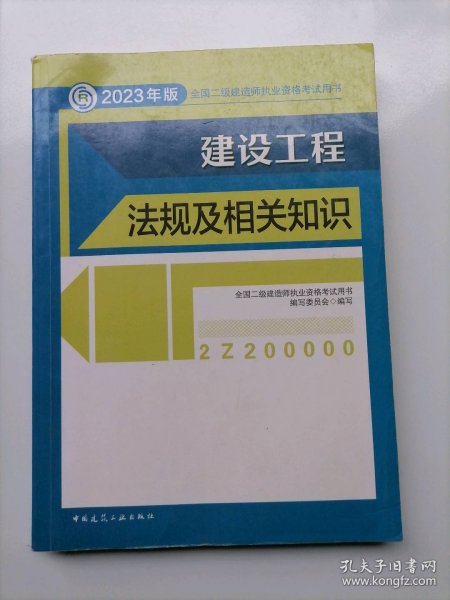 2023年版 全国二级建造师执业资格考试用书
建设工程
法规及相关知识
全国二级建造师执业资格考试用书
编写委员会◇编写
2Z200000
中国建筑工业出版社
孔夫子旧书网
www.kongfz.com